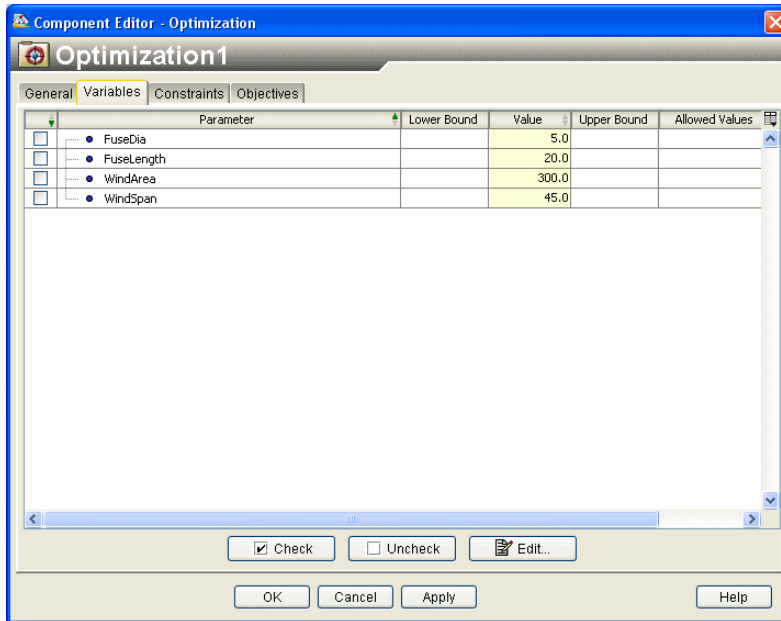 Component Editor - Optimization
Optimization1
General Variables Constraints Objectives
Parameter Lower Bound Value Upper Bound Allowed Values
FuseDia 5.0
FuseLength 20.0
WindArea 300.0
WindSpan 45.0
Check Uncheck Edit...
OK Cancel Apply Help